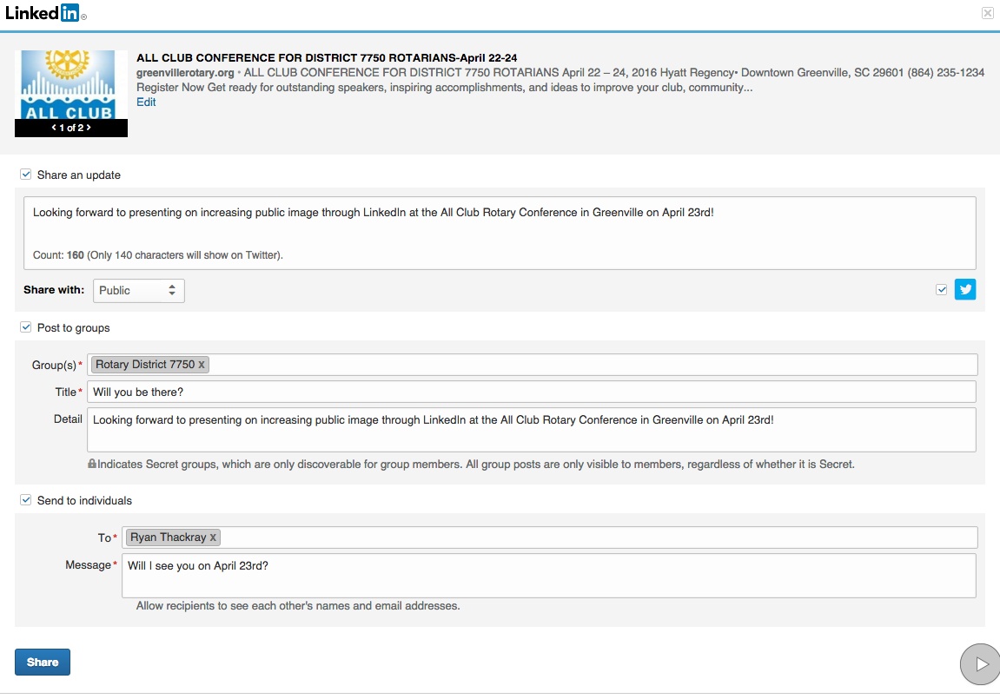 Linked in ®
ALL CLUB CONFERENCE FOR DISTRICT 7750 ROTARIANS-April 22-24
greenvillerotary.org • ALL CLUB CONFERENCE FOR DISTRICT 7750 ROTARIANS April 22 – 24, 2016 Hyatt Regency• Downtown Greenville, SC 29601 (864) 235-1234
Register Now Get ready for outstanding speakers, inspiring accomplishments, and ideas to improve your club, community...
Edit
ALL CLUB
< 1 of 2 >
Share an update
Looking forward to presenting on increasing public image through LinkedIn at the All Club Rotary Conference in Greenville on April 23rd!
Count: 160 (Only 140 characters will show on Twitter).
Share with: Public
Post to groups
Group(s)* Rotary District 7750 x
Title* Will you be there?
Detail Looking forward to presenting on increasing public image through LinkedIn at the All Club Rotary Conference in Greenville on April 23rd!
Indicates Secret groups, which are only discoverable for group members. All group posts are only visible to members, regardless of whether it is Secret.
Send to individuals
To* Ryan Thackray x
Message* Will I see you on April 23rd?
Allow recipients to see each other's names and email addresses.
Share